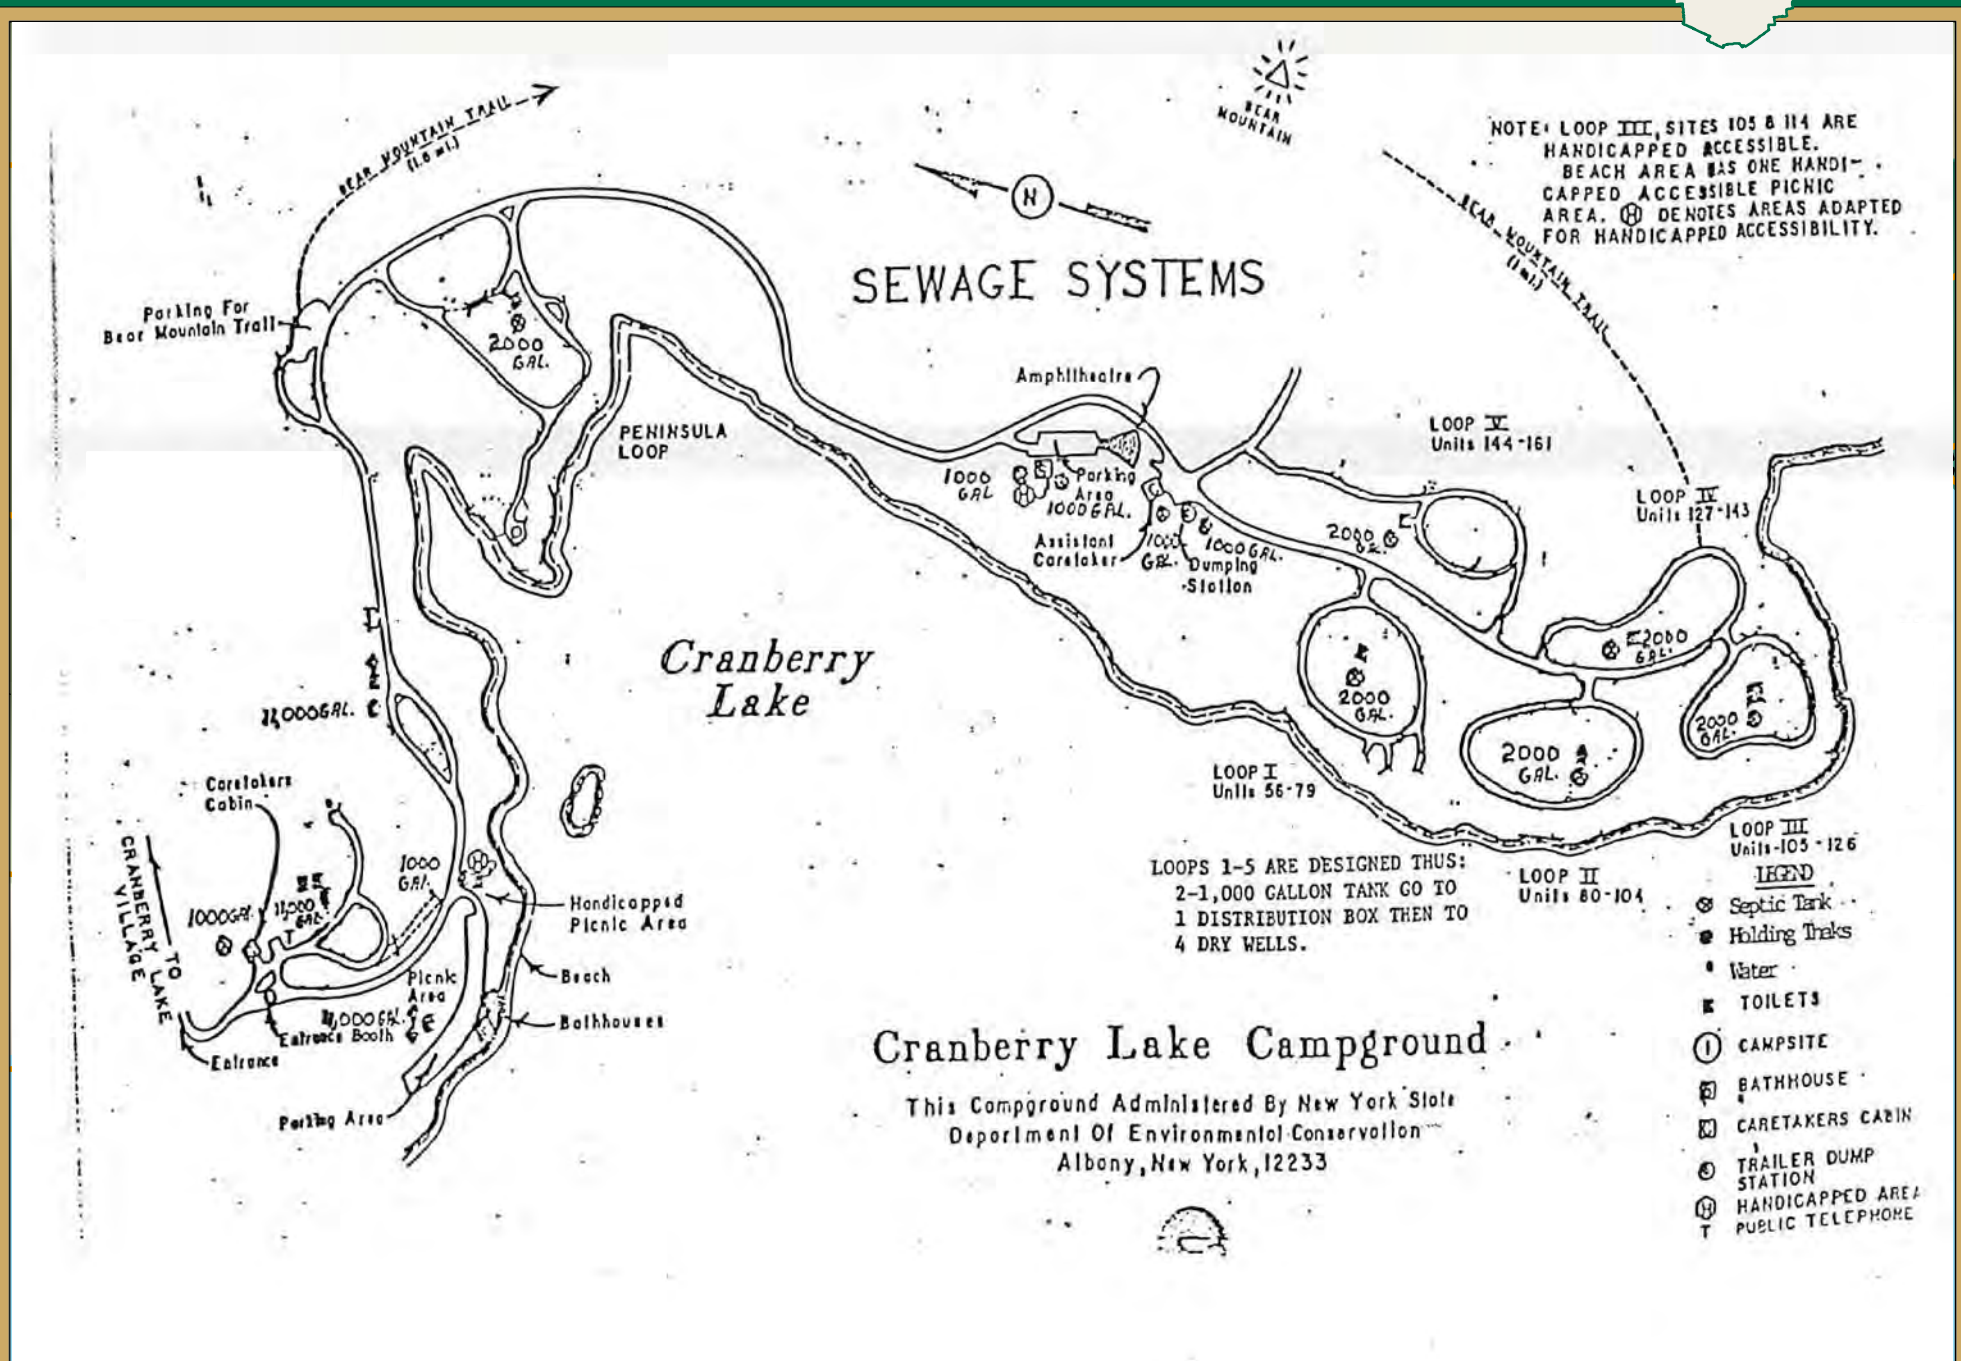 BEAR MOUNTAIN TRAIL
(1.6 mi.)
BEAR
MOUNTAIN
NOTE: LOOP III, SITES 105 & 114 ARE
HANDICAPPED ACCESSIBLE.
BEACH AREA HAS ONE HANDI-
CAPPED ACCESSIBLE PICNIC
AREA. H DENOTES AREAS ADAPTED
FOR HANDICAPPED ACCESSIBILITY.
N
SEWAGE SYSTEMS
BEAR MOUNTAIN TRAIL
(1 mi.)
Parking For
Bear Mountain Trail
2000
GAL.
PENINSULA
LOOP
Amphitheatre
LOOP V
Units 144-161
1000
GAL
Parking
Area
1000 GAL.
LOOP IV
Units 127-143
Assistant
Caretaker
1000
GAL.
1000 GAL.
Dumping
Station
2000
2000
GAL.
Cranberry
Lake
2000
GAL.
2000
GAL.
2000
GAL.
,000 GAL.
Caretakers
Cabin
LOOP I
Units 56-79
TO
CRANBERRY LAKE
VILLAGE
1000
GAL.
1000 GAL.
,000
GAL.
T
LOOP III
Units-105-126
LOOPS 1-5 ARE DESIGNED THUS:
2-1,000 GALLON TANK GO TO
1 DISTRIBUTION BOX THEN TO
4 DRY WELLS.
LOOP II
Units 80-104
Handicapped
Picnic Area
Beach
Picnic
Area
,000 GAL.
Bathhouses
Entrance Booth
Entrance
Parking Area
LEGEND
Septic Tank
Holding Tnaks
Water
TOILETS
CAMPSITE
BATHHOUSE
CARETAKERS CABIN
TRAILER DUMP
STATION
H HANDICAPPED AREA
T PUBLIC TELEPHONE
Cranberry Lake Campground
This Campground Administered By New York State
Department Of Environmental Conservation
Albany, New York, 12233